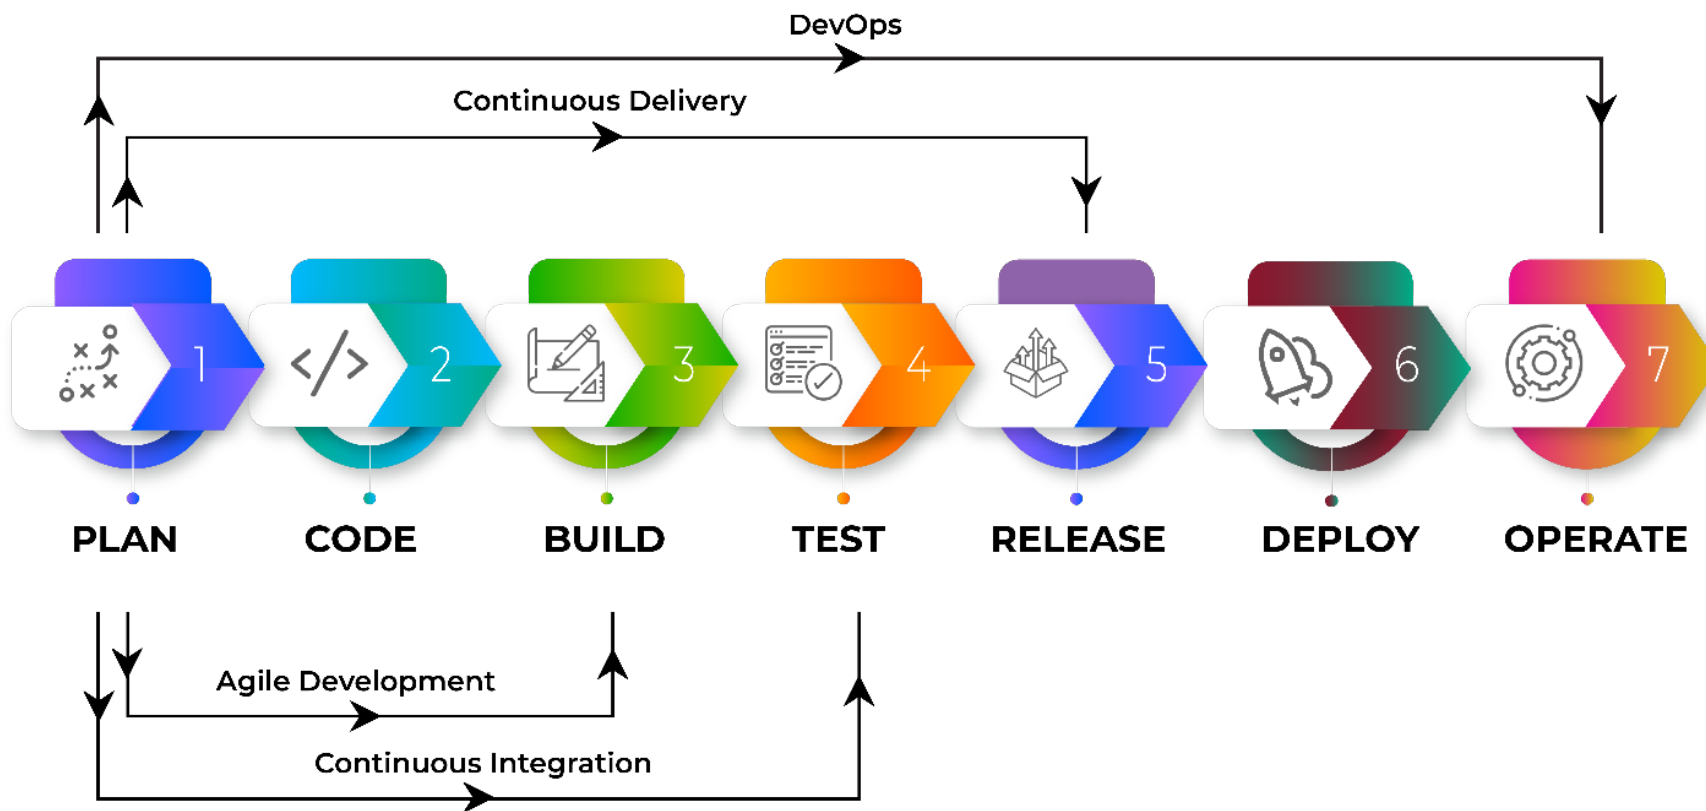 DevOps
Continuous Delivery
1
2
3
4
5
6
7
PLAN
CODE
BUILD
TEST
RELEASE
DEPLOY
OPERATE
Agile Development
Continuous Integration